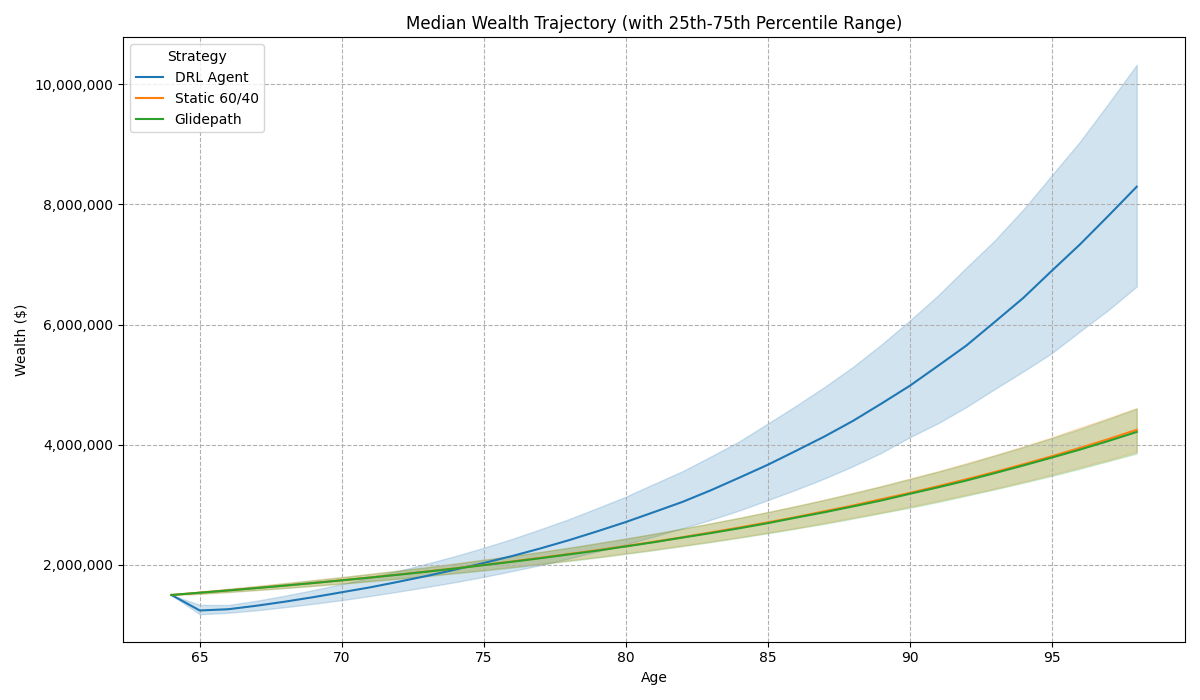 Median Wealth Trajectory (with 25th-75th Percentile Range)
Strategy
DRL Agent
Static 60/40
Glidepath
Wealth ($)
10,000,000
8,000,000
6,000,000
4,000,000
2,000,000
65 70 75 80 85 90 95
Age